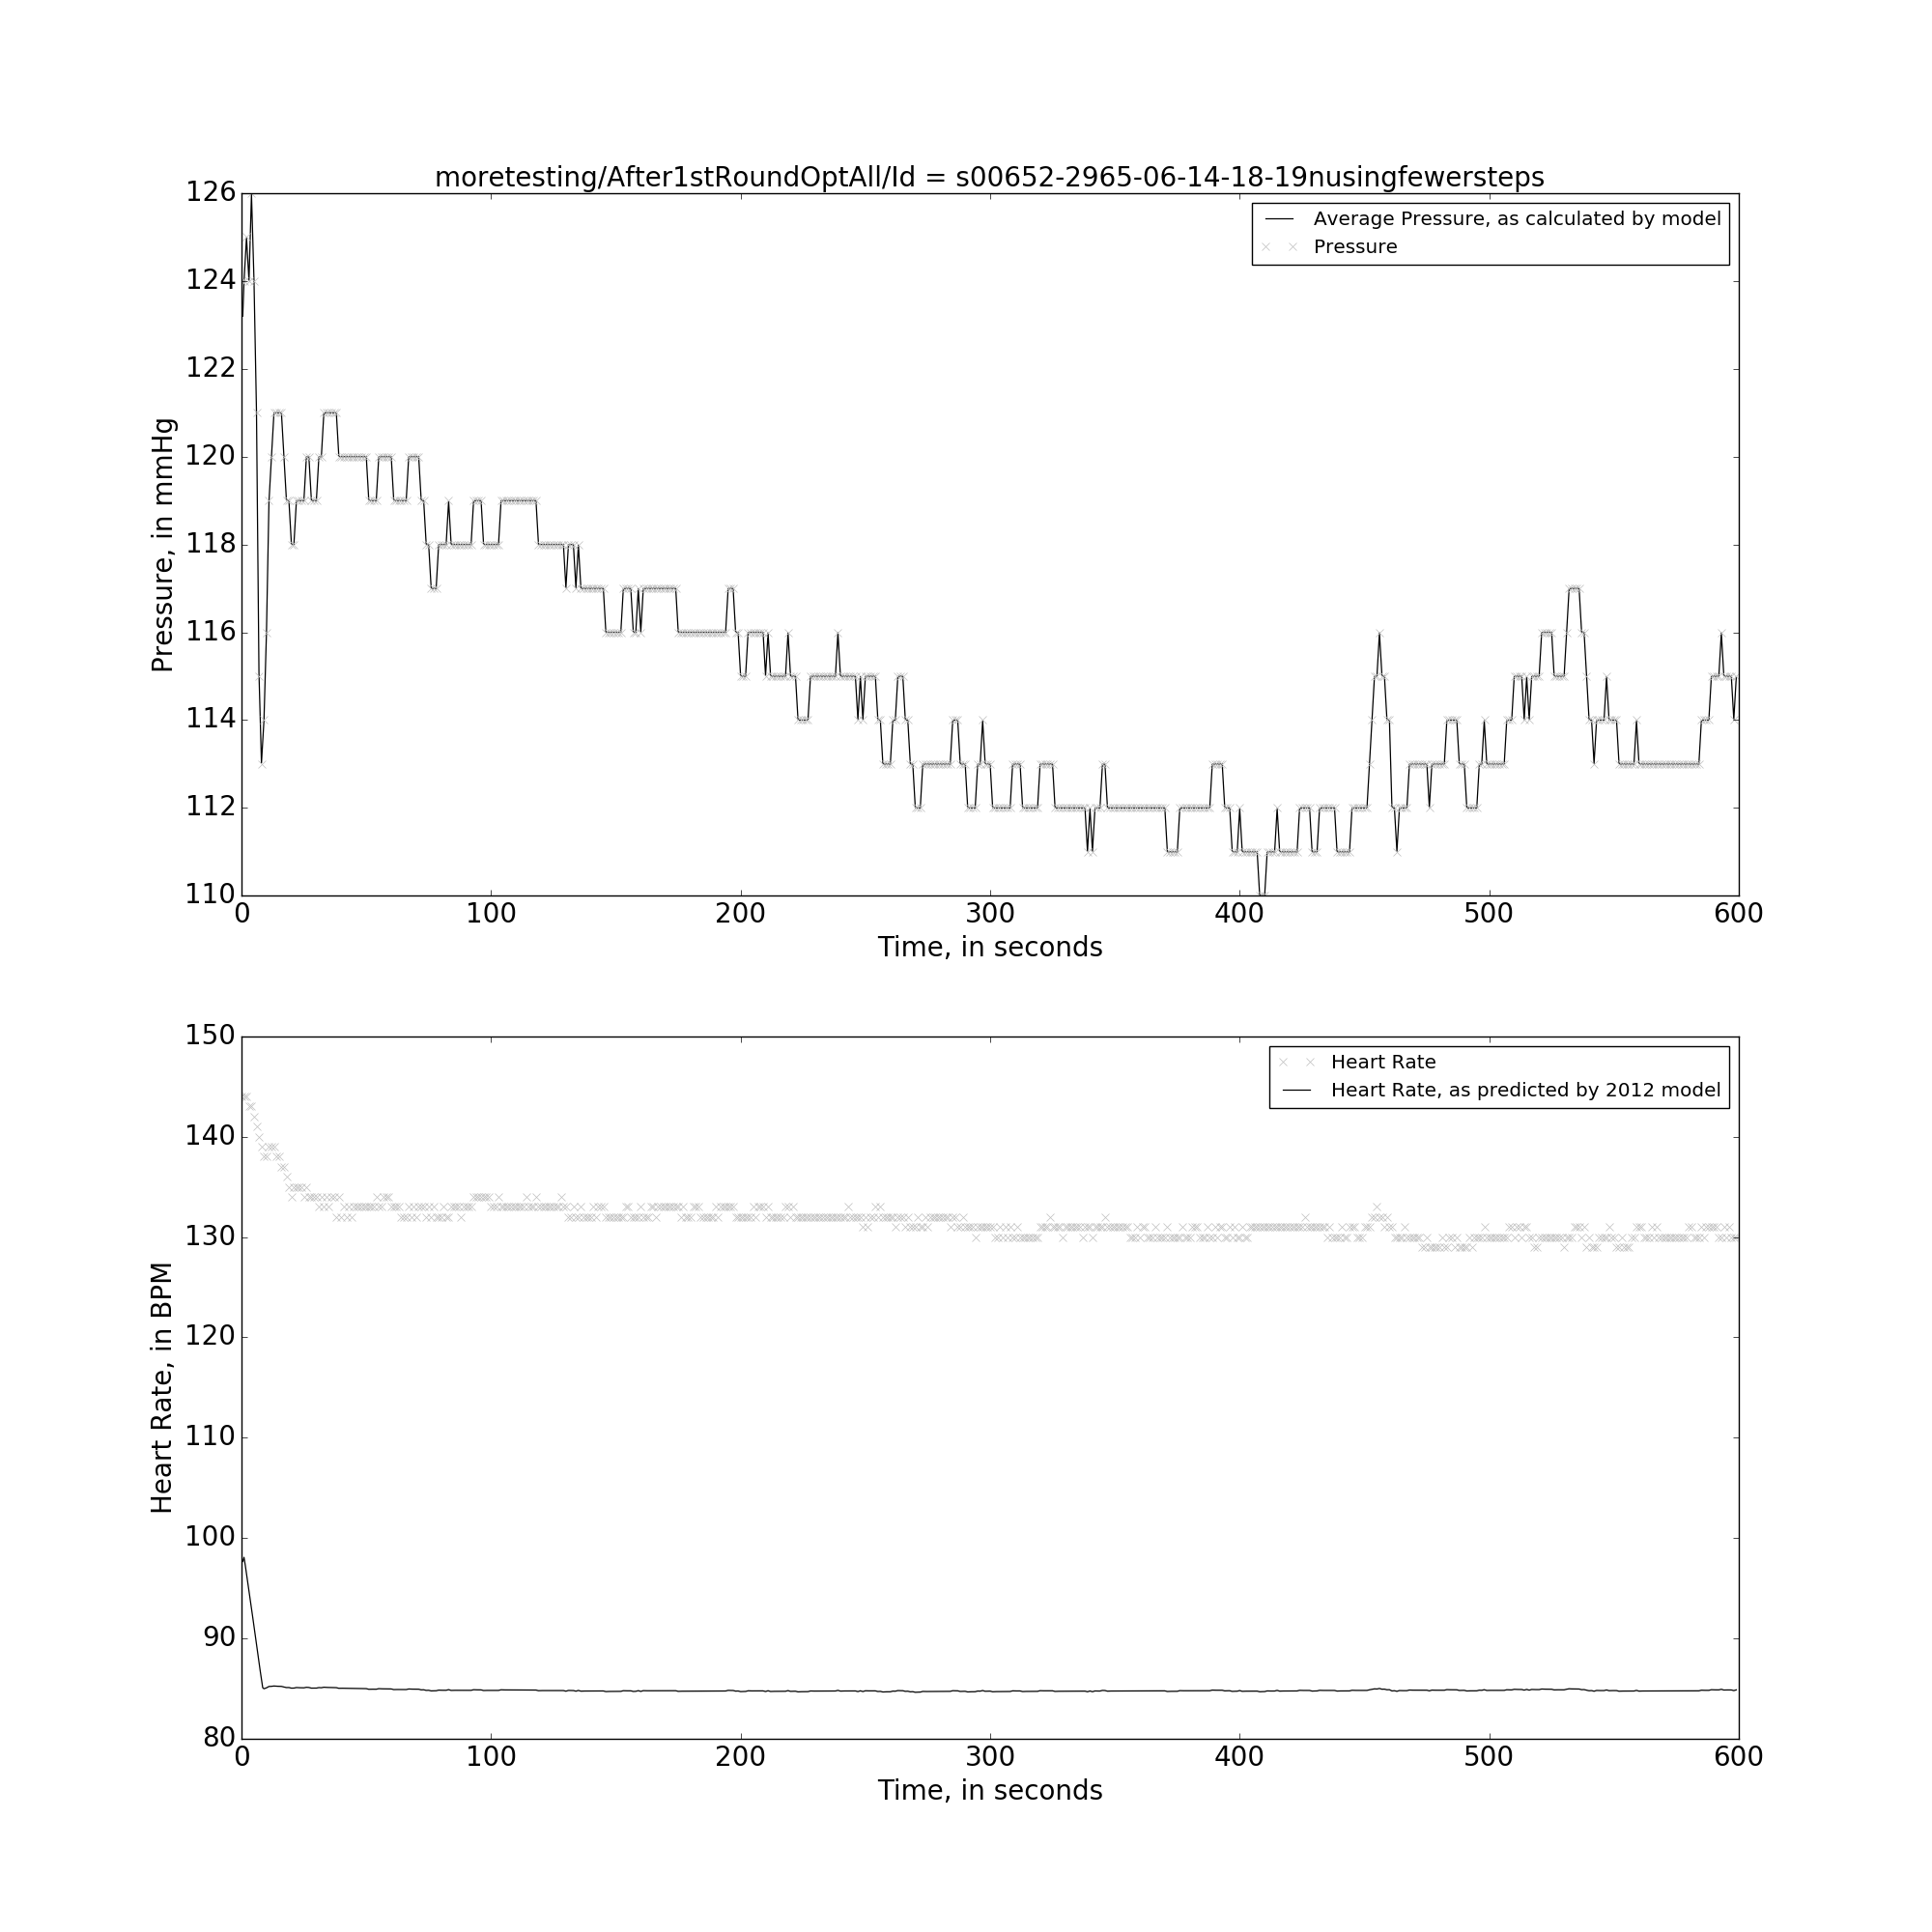 moretesting/After1stRoundOptAll/Id = s00652-2965-06-14-18-19nusingfewersteps
126
124
122
120
118
116
114
112
110
Pressure, in mmHg
Average Pressure, as calculated by model
Pressure
0 100 200 300 400 500 600
Time, in seconds
150
140
130
120
110
100
90
80
Heart Rate, in BPM
Heart Rate
Heart Rate, as predicted by 2012 model
0 100 200 300 400 500 600
Time, in seconds